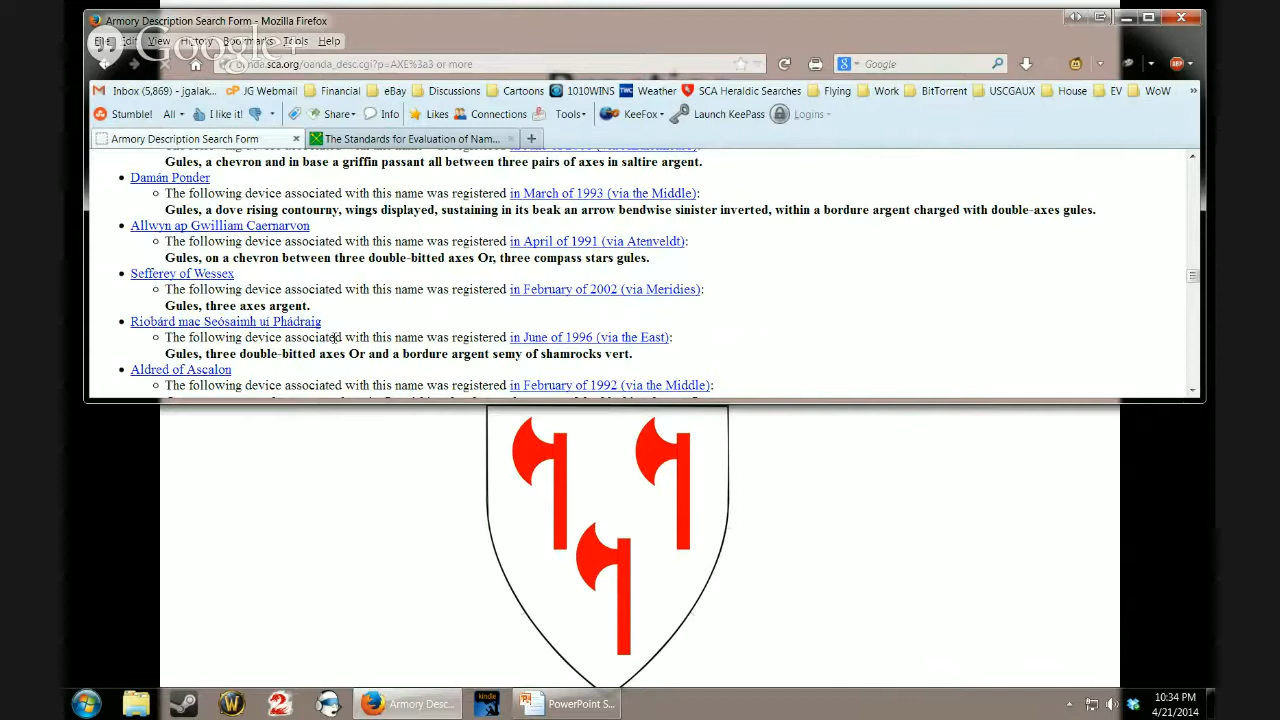 Armory Description Search Form - Mozilla Firefox
File Edit View History Bookmarks Tools Help
Google+
oanda.sca.org/oanda_desc.cgi?p=AXE%3a3 or more
Google
Inbox (5,869) - jgalak... JG Webmail Financial eBay Discussions Cartoons 1010WINS Weather SCA Heraldic Searches Flying Work BitTorrent USCGAUX House EV WoW
Stumble! All I like it! Share Info Likes Connections Tools KeeFox Launch KeePass Logins
Armory Description Search Form The Standards for Evaluation of Nam...
Gules, a chevron and in base a griffin passant all between three pairs of axes in saltire argent.
Damán Ponder
The following device associated with this name was registered in March of 1993 (via the Middle):
Gules, a dove rising contourny, wings displayed, sustaining in its beak an arrow bendwise sinister inverted, within a bordure argent charged with double-axes gules.
Allwyn ap Gwilliam Caernarvon
The following device associated with this name was registered in April of 1991 (via Atenveldt):
Gules, on a chevron between three double-bitted axes Or, three compass stars gules.
Sefferey of Wessex
The following device associated with this name was registered in February of 2002 (via Meridies):
Gules, three axes argent.
Riobárd mac Seósaimh uí Phádraig
The following device associated with this name was registered in June of 1996 (via the East):
Gules, three double-bitted axes Or and a bordure argent semy of shamrocks vert.
Aldred of Ascalon
The following device associated with this name was registered in February of 1992 (via the Middle):
Armory Desc... kindle PowerPoint S...
10:34 PM
4/21/2014